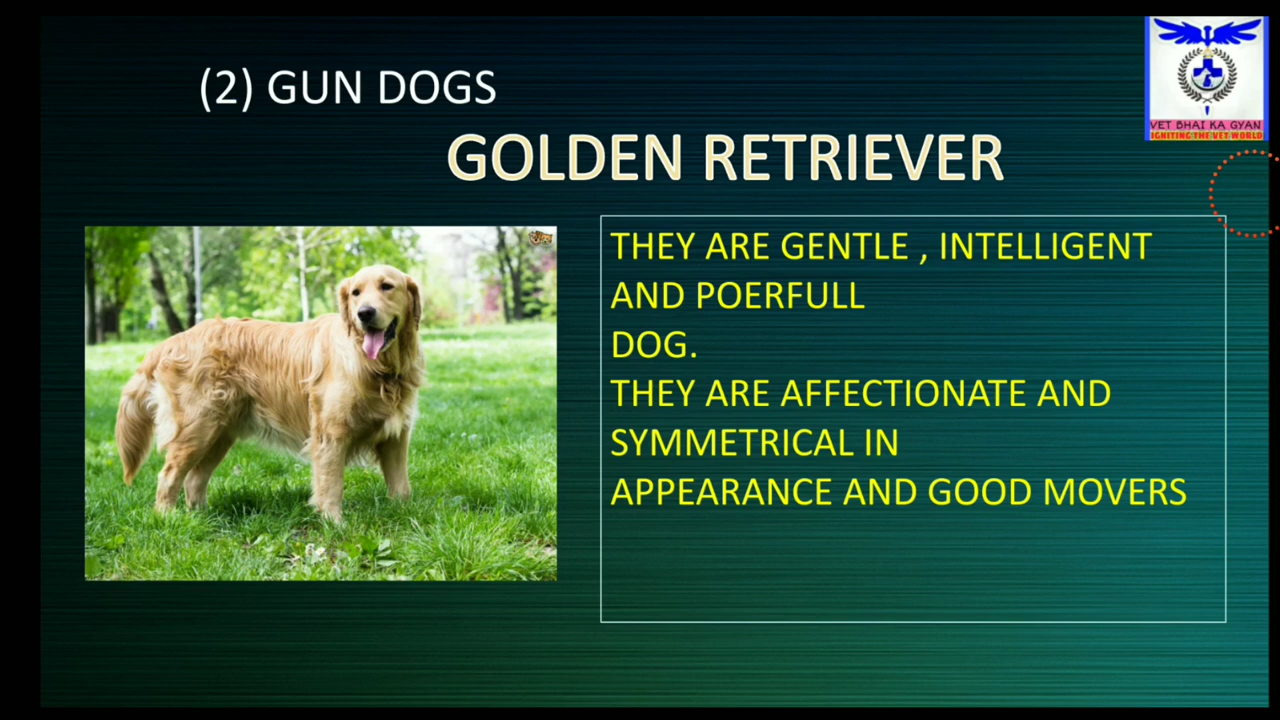 (2) GUN DOGS
GOLDEN RETRIEVER
THEY ARE GENTLE , INTELLIGENT
AND POERFULL
DOG.
THEY ARE AFFECTIONATE AND
SYMMETRICAL IN
APPEARANCE AND GOOD MOVERS
VET BHAI KA GYAN
IGNITING THE VET WORLD